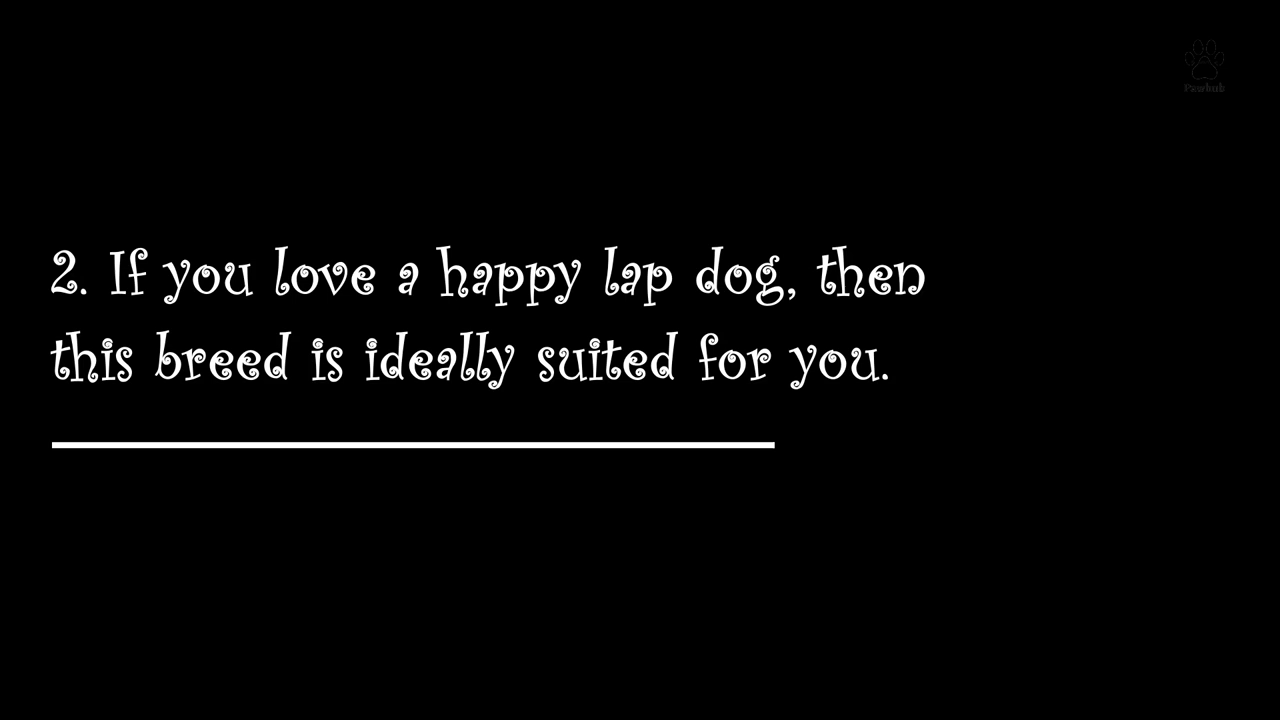 2. If you love a happy lap dog, then
this breed is ideally suited for you.